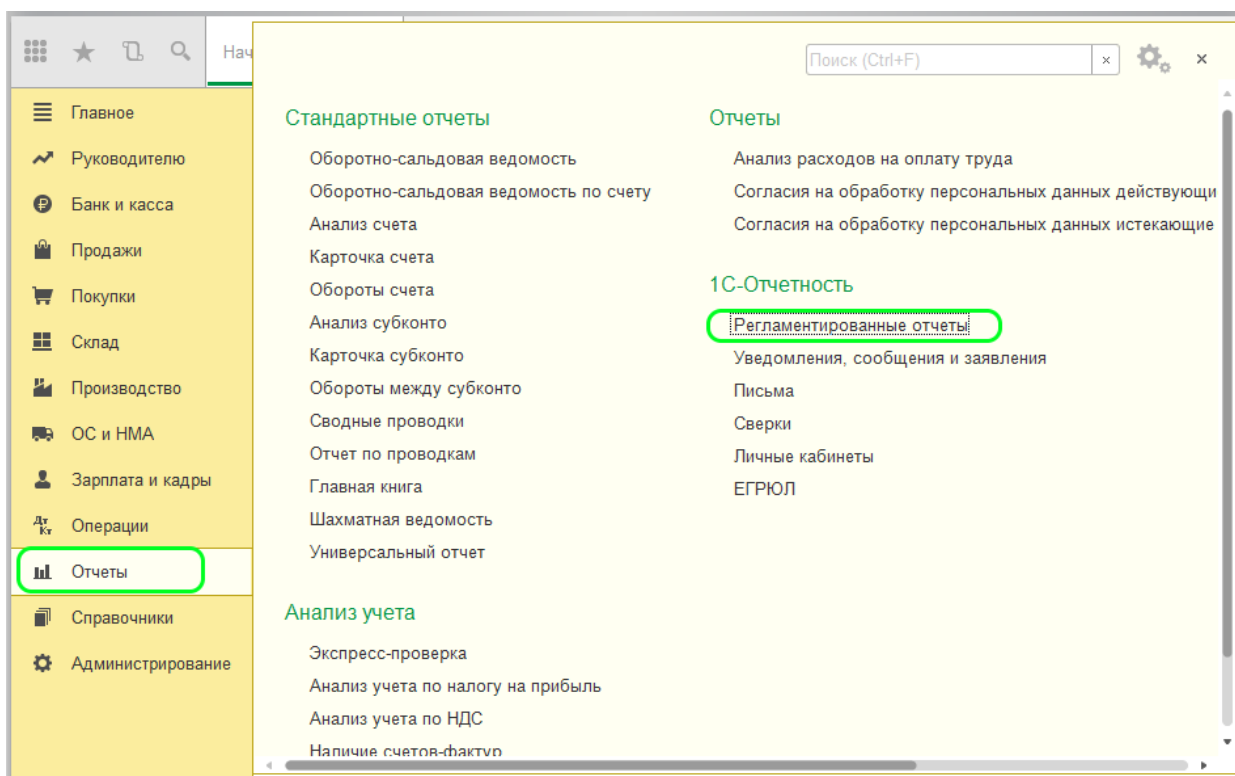 Нач
Поиск (Ctrl+F)
Главное
Руководителю
Банк и касса
Продажи
Покупки
Склад
Производство
ОС и НМА
Зарплата и кадры
Дт Кт Операции
Отчеты
Справочники
Администрирование
Стандартные отчеты
Оборотно-сальдовая ведомость
Оборотно-сальдовая ведомость по счету
Анализ счета
Карточка счета
Обороты счета
Анализ субконто
Карточка субконто
Обороты между субконто
Сводные проводки
Отчет по проводкам
Главная книга
Шахматная ведомость
Универсальный отчет
Анализ учета
Экспресс-проверка
Анализ учета по налогу на прибыль
Анализ учета по НДС
Наличие счетов-фактур
Отчеты
Анализ расходов на оплату труда
Согласия на обработку персональных данных действующи
Согласия на обработку персональных данных истекающие
1С-Отчетность
Регламентированные отчеты
Уведомления, сообщения и заявления
Письма
Сверки
Личные кабинеты
ЕГРЮЛ